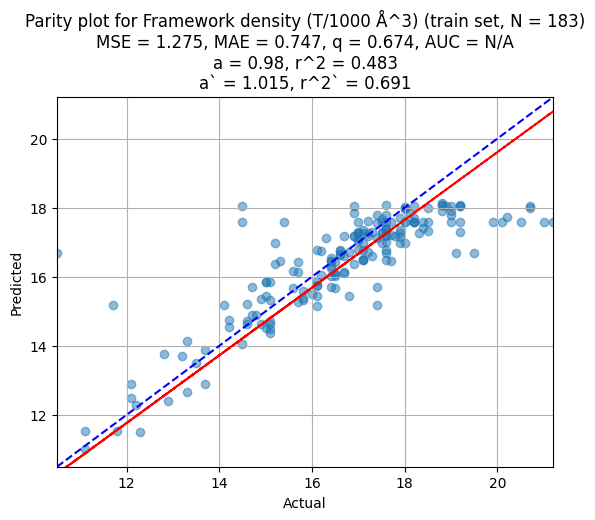 Parity plot for Framework density (T/1000 Å^3) (train set, N = 183)
MSE = 1.275, MAE = 0.747, q = 0.674, AUC = N/A
a = 0.98, r^2 = 0.483
a` = 1.015, r^2` = 0.691
20
18
16
14
12
Predicted
12 14 16 18 20
Actual